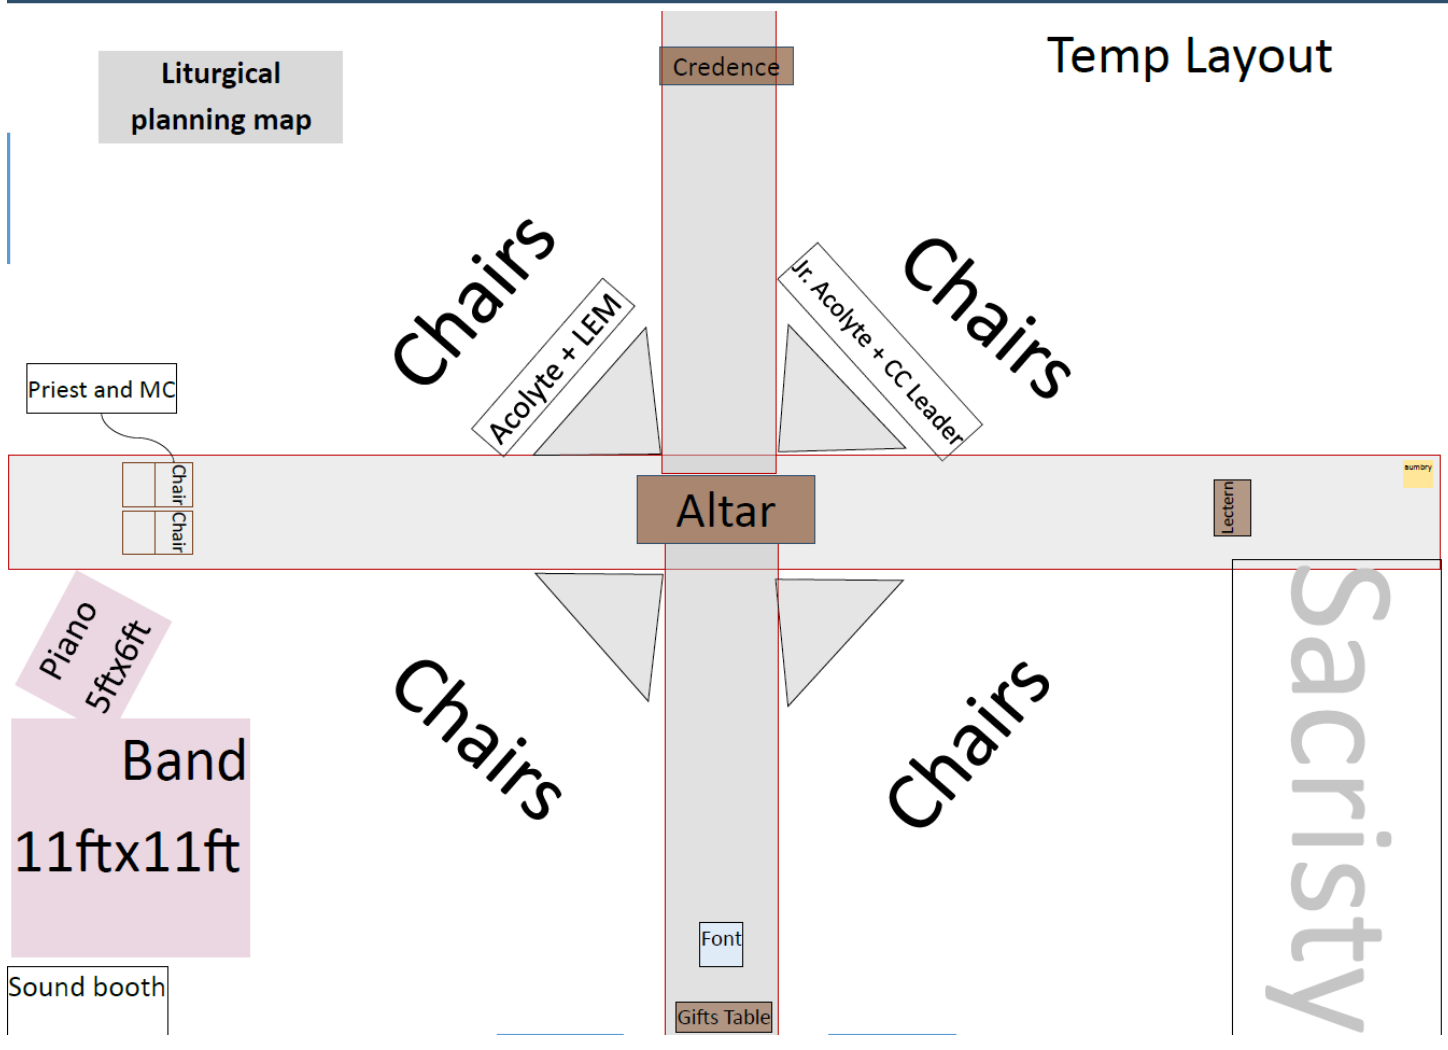 Liturgical
planning map
Credence
Temp Layout
Chairs
Chairs
Acolyte + LEM
Jr. Acolyte + CC Leader
Priest and MC
Chair
Chair
Altar
Lectern
aumbry
Piano
5ftx6ft
Band
11ftx11ft
Chairs
Chairs
Sacristy
Font
Sound booth
Gifts Table